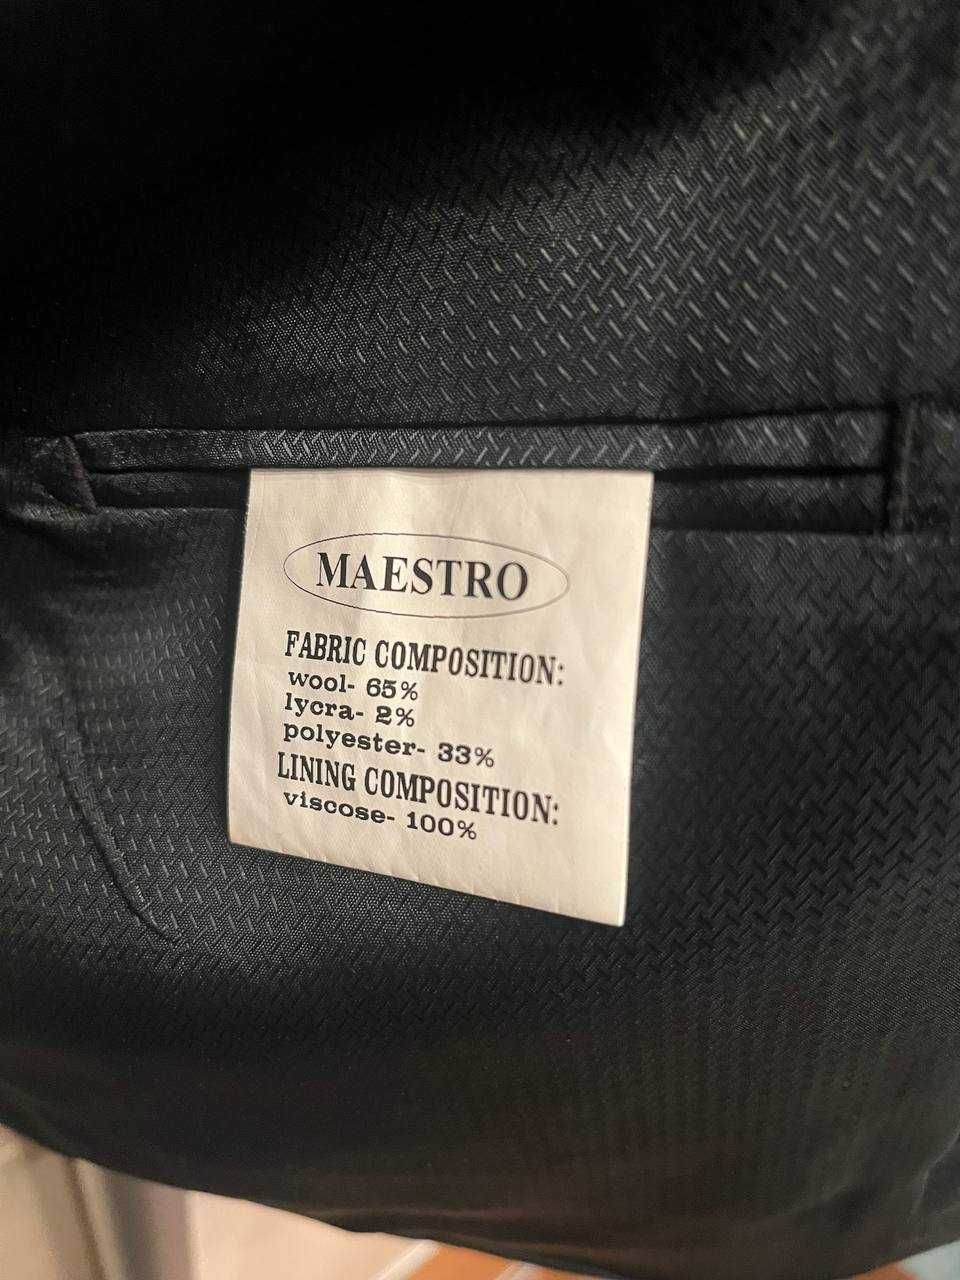 MAESTRO
FABRIC COMPOSITION:
wool- 65%
lycra- 2%
polyester- 33%
LINING COMPOSITION:
viscose- 100%